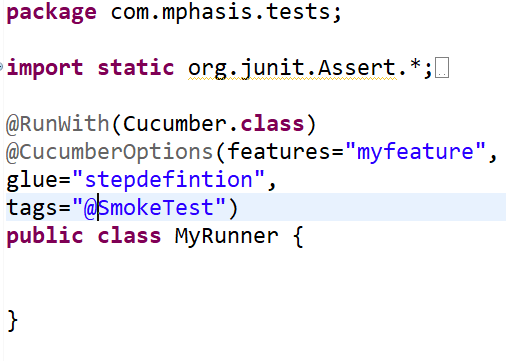 package com.mphasis.tests;
import static org.junit.Assert.*;
@RunWith(Cucumber.class)
@CucumberOptions(features="myfeature",
glue="stepdefintion",
tags="@SmokeTest")
public class MyRunner {
}